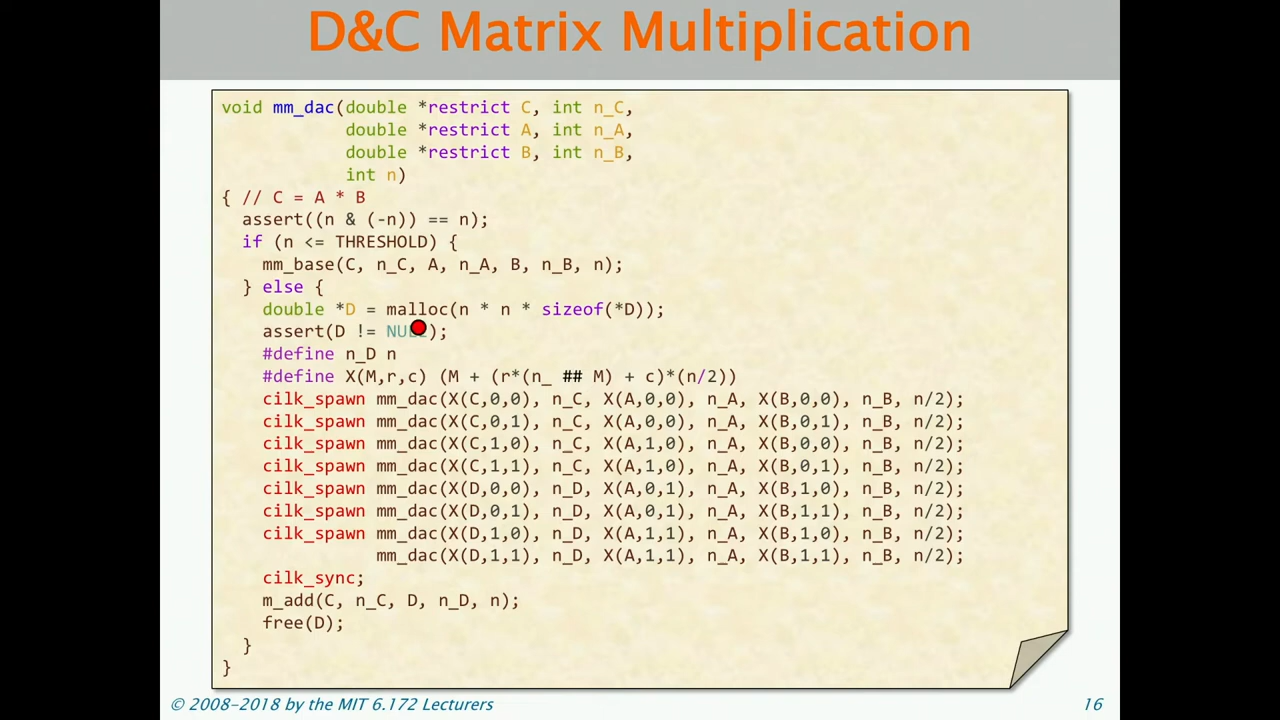 D&C Matrix Multiplication
void mm_dac(double *restrict C, int n_C,
double *restrict A, int n_A,
double *restrict B, int n_B,
int n)
{ // C = A * B
assert((n & (-n)) == n);
if (n <= THRESHOLD) {
mm_base(C, n_C, A, n_A, B, n_B, n);
} else {
double *D = malloc(n * n * sizeof(*D));
assert(D != NULL);
#define n_D n
#define X(M,r,c) (M + (r*(n_ ## M) + c)*(n/2))
cilk_spawn mm_dac(X(C,0,0), n_C, X(A,0,0), n_A, X(B,0,0), n_B, n/2);
cilk_spawn mm_dac(X(C,0,1), n_C, X(A,0,0), n_A, X(B,0,1), n_B, n/2);
cilk_spawn mm_dac(X(C,1,0), n_C, X(A,1,0), n_A, X(B,0,0), n_B, n/2);
cilk_spawn mm_dac(X(C,1,1), n_C, X(A,1,0), n_A, X(B,0,1), n_B, n/2);
cilk_spawn mm_dac(X(D,0,0), n_D, X(A,0,1), n_A, X(B,1,0), n_B, n/2);
cilk_spawn mm_dac(X(D,0,1), n_D, X(A,0,1), n_A, X(B,1,1), n_B, n/2);
cilk_spawn mm_dac(X(D,1,0), n_D, X(A,1,1), n_A, X(B,1,0), n_B, n/2);
mm_dac(X(D,1,1), n_D, X(A,1,1), n_A, X(B,1,1), n_B, n/2);
cilk_sync;
m_add(C, n_C, D, n_D, n);
free(D);
}
}
© 2008-2018 by the MIT 6.172 Lecturers
16